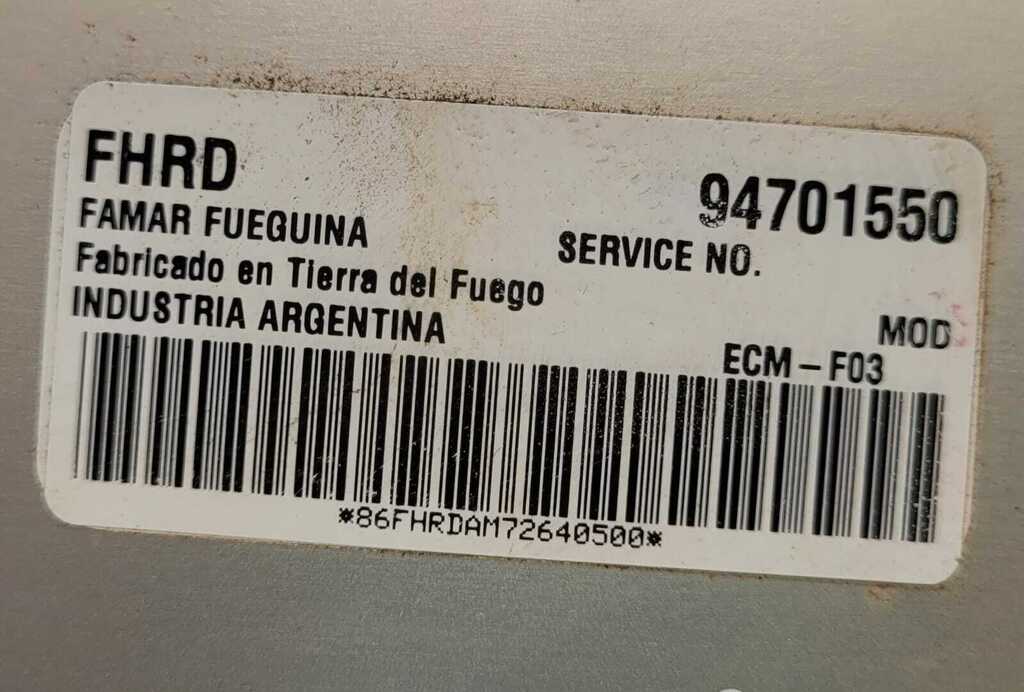 FHRD
94701550
FAMAR FUEGUINA
SERVICE NO.
Fabricado en Tierra del Fuego
INDUSTRIA ARGENTINA
MOD
ECM-F03
*86FHRDAM72640500*